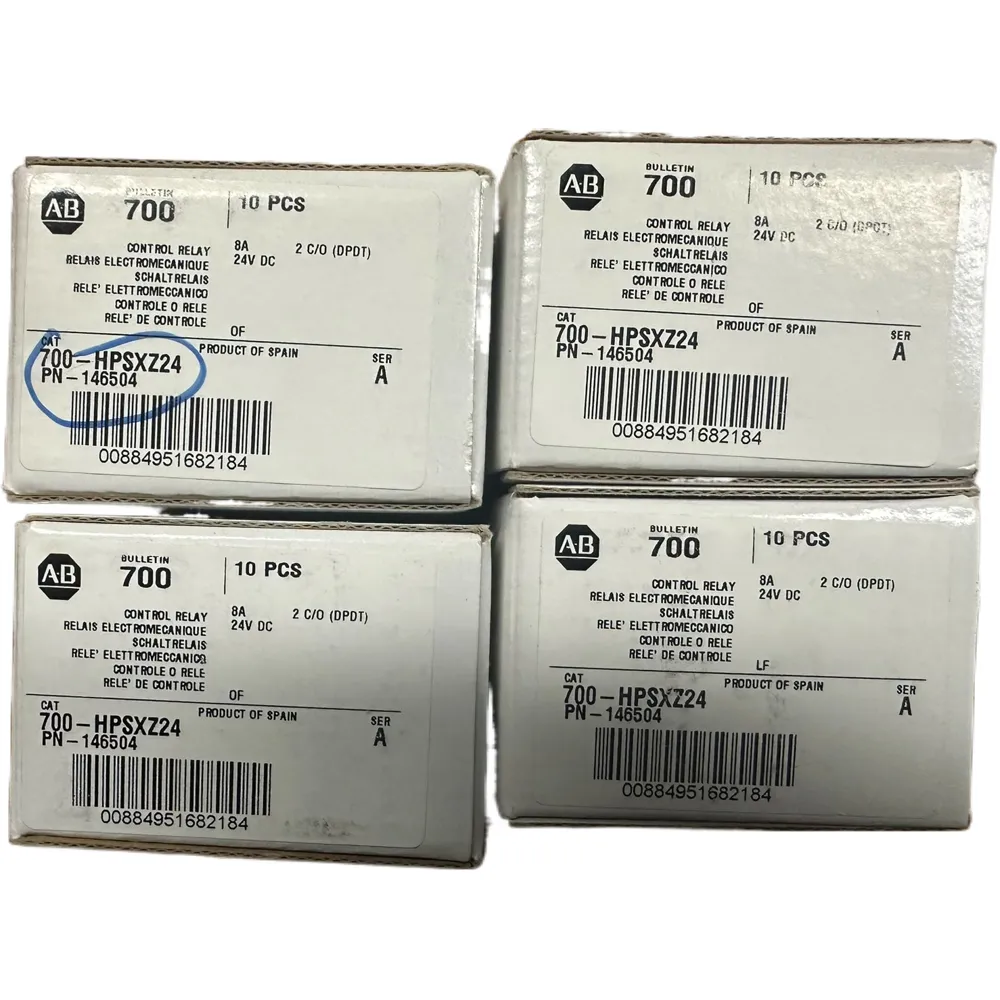 AB
BULLETIN
700
10 PCS
CONTROL RELAY
RELAIS ELECTROMECANIQUE
SCHALTRELAIS
RELE' ELETTROMECCANICO
CONTROLE O RELE
RELE' DE CONTROLE
8A
24V DC
2 C/O (DPDT)
OF
CAT
PRODUCT OF SPAIN
SER
700-HPSXZ24
A
PN-146504
00884951682184
AB
BULLETIN
700
10 PCS
CONTROL RELAY
RELAIS ELECTROMECANIQUE
SCHALTRELAIS
RELE' ELETTROMECCANICO
CONTROLE O RELE
RELE' DE CONTROLE
8A
24V DC
2 C/O (DPDT)
OF
CAT
PRODUCT OF SPAIN
SER
700-HPSXZ24
A
PN-146504
00884951682184
AB
BULLETIN
700
10 PCS
CONTROL RELAY
RELAIS ELECTROMECANIQUE
SCHALTRELAIS
RELE' ELETTROMECCANICO
CONTROLE O RELE
RELE' DE CONTROLE
8A
24V DC
2 C/O (DPDT)
OF
CAT
PRODUCT OF SPAIN
SER
700-HPSXZ24
A
PN-146504
00884951682184
AB
BULLETIN
700
10 PCS
CONTROL RELAY
RELAIS ELECTROMECANIQUE
SCHALTRELAIS
RELE' ELETTROMECCANICO
CONTROLE O RELE
RELE' DE CONTROLE
8A
24V DC
2 C/O (DPDT)
LF
CAT
PRODUCT OF SPAIN
SER
700-HPSXZ24
A
PN-146504
00884951682184